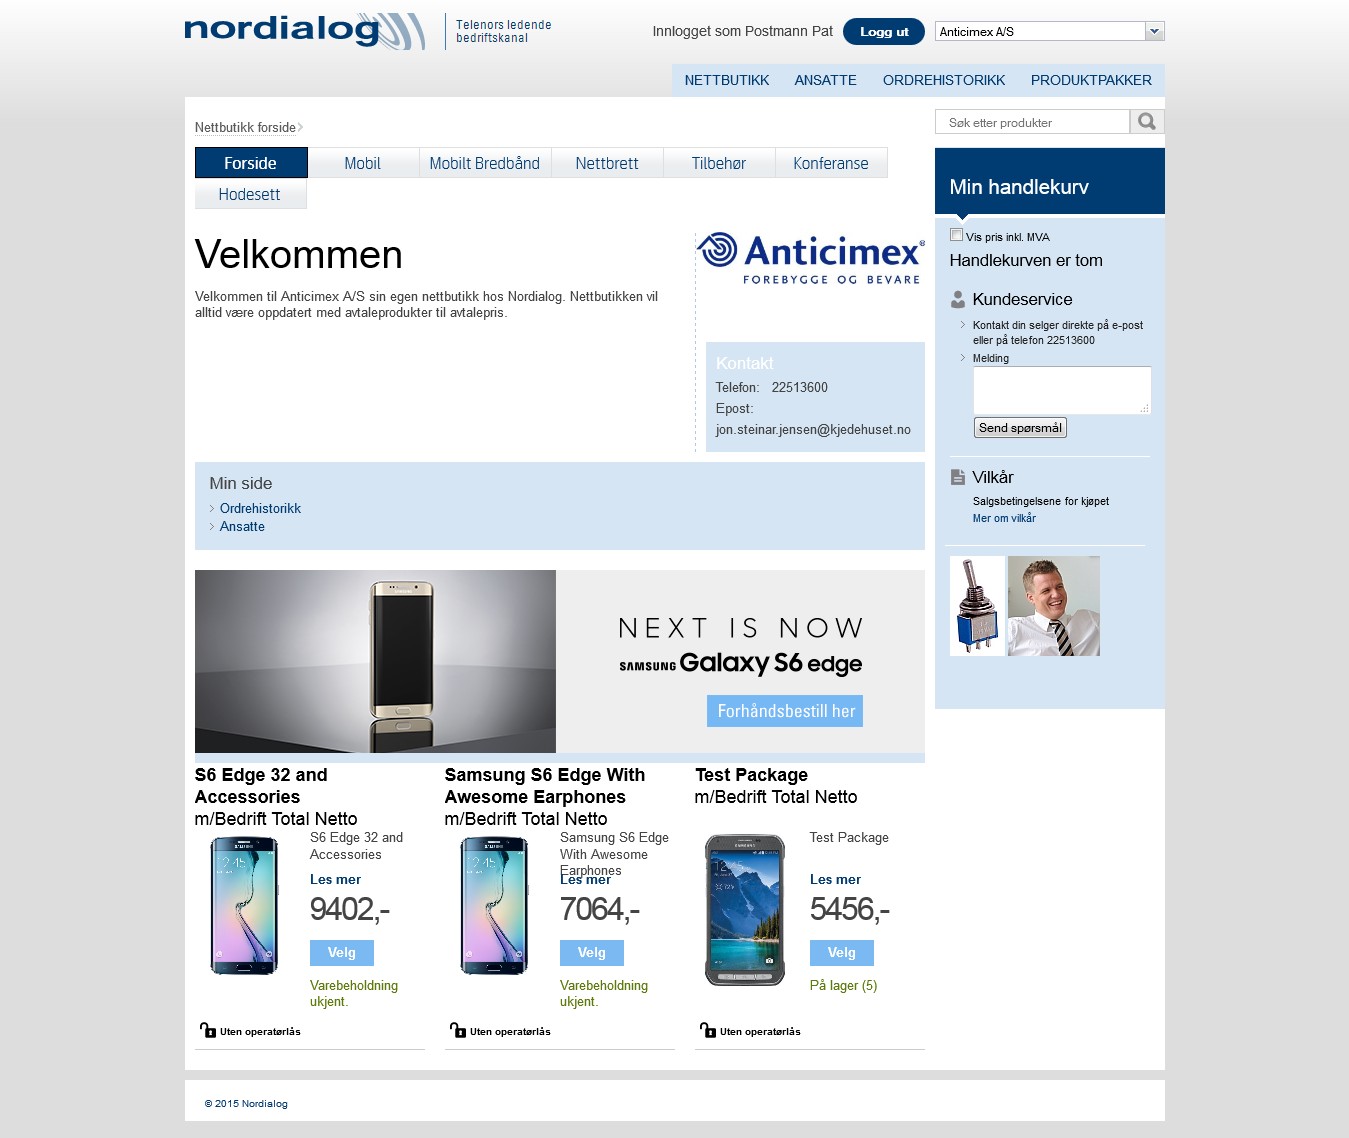 nordialog
Telenors ledende
bedriftskanal
Innlogget som Postmann Pat
Logg ut
Anticimex A/S
NETTBUTIKK ANSATTE ORDREHISTORIKK PRODUKTPAKKER
Nettbutikk forside
Søk etter produkter
Forside Mobil Mobilt Bredbånd Nettbrett Tilbehør Konferanse
Hodesett
Velkommen
Velkommen til Anticimex A/S sin egen nettbutikk hos Nordialog. Nettbutikken vil
alltid være oppdatert med avtaleprodukter til avtalepris.
Anticimex®
FOREBYGGE OG BEVARE
Kontakt
Telefon: 22513600
Epost:
jon.steinar.jensen@kjedehuset.no
Min handlekurv
Vis pris inkl. MVA
Handlekurven er tom
Kundeservice
Kontakt din selger direkte på e-post
eller på telefon 22513600
Melding
Send spørsmål
Vilkår
Salgsbetingelsene for kjøpet
Mer om vilkår
Min side
Ordrehistorikk
Ansatte
NEXT IS NOW
SAMSUNG Galaxy S6 edge
Forhåndsbestill her
S6 Edge 32 and
Accessories
m/Bedrift Total Netto
S6 Edge 32 and
Accessories
Les mer
9402,-
Velg
Varebeholdning
ukjent.
Uten operatørlås
Samsung S6 Edge With
Awesome Earphones
m/Bedrift Total Netto
Samsung S6 Edge
With Awesome
Earphones
Les mer
7064,-
Velg
Varebeholdning
ukjent.
Uten operatørlås
Test Package
m/Bedrift Total Netto
Test Package
Les mer
5456,-
Velg
På lager (5)
Uten operatørlås
© 2015 Nordialog